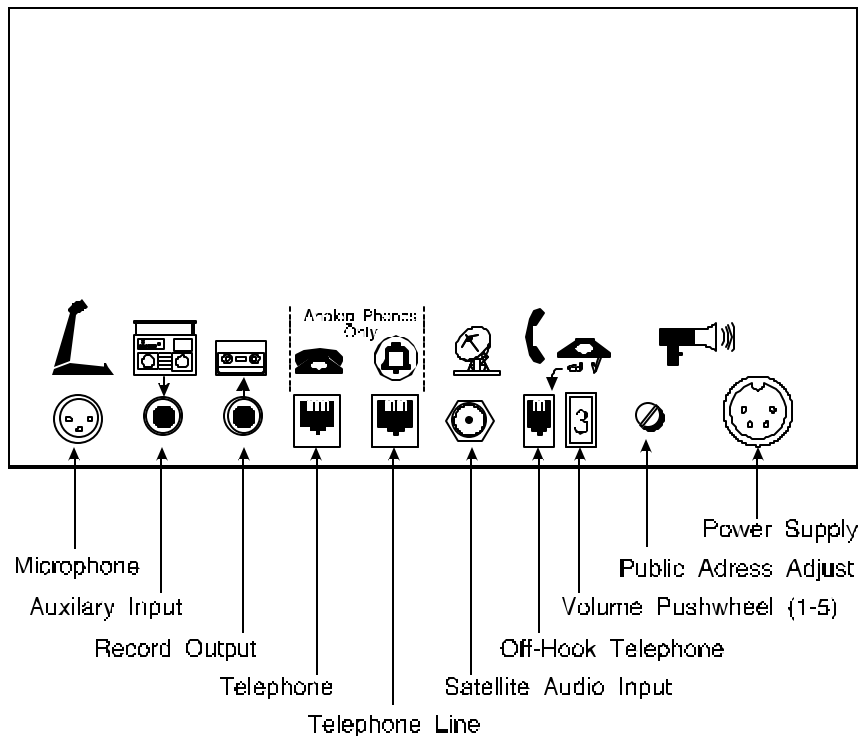 Analog Phones
Only
3
Power Supply
Microphone
Public Adress Adjust
Auxilary Input
Volume Pushwheel (1-5)
Record Output
Off-Hook Telephone
Telephone
Satellite Audio Input
Telephone Line